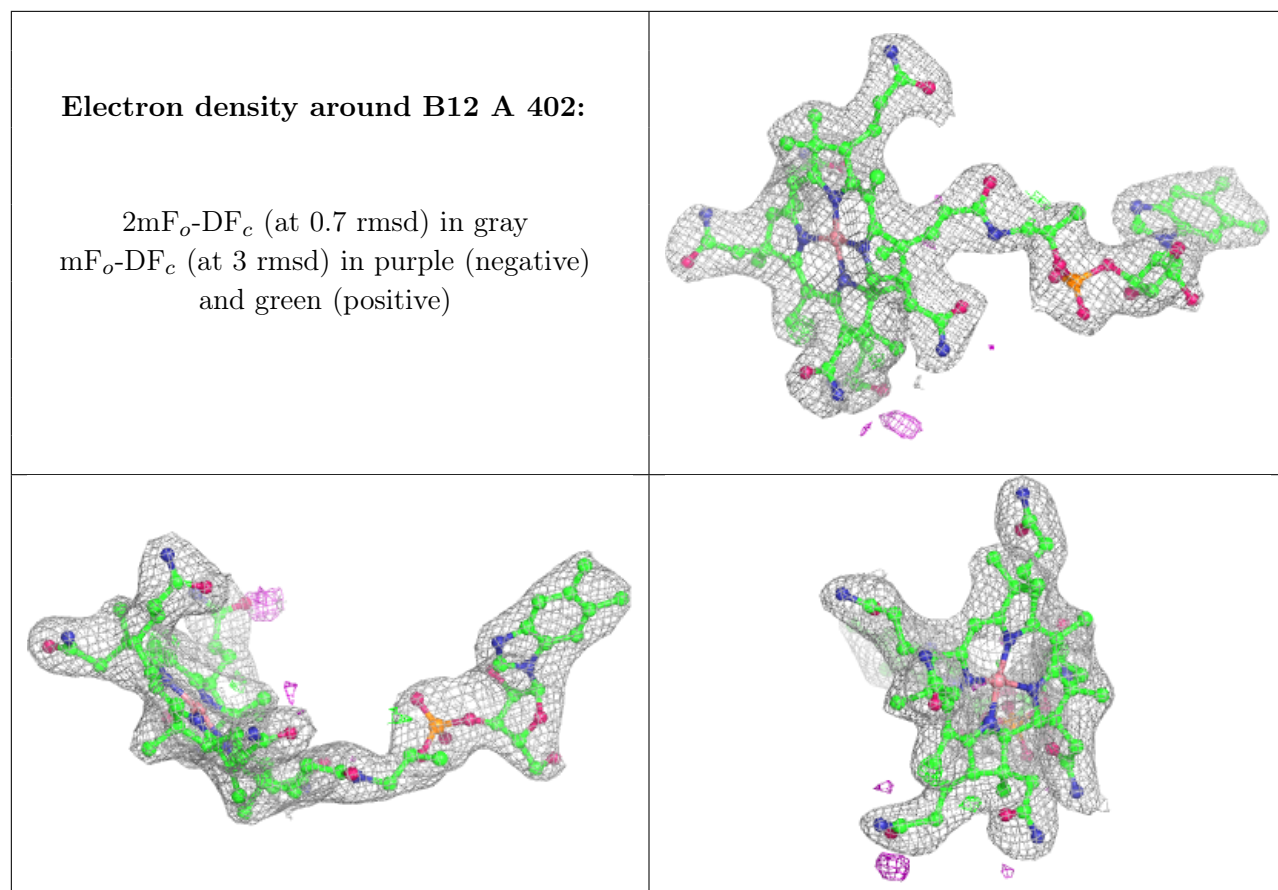 Electron density around B12 A 402:
2mFo-DFc (at 0.7 rmsd) in gray
mFo-DFc (at 3 rmsd) in purple (negative)
and green (positive)